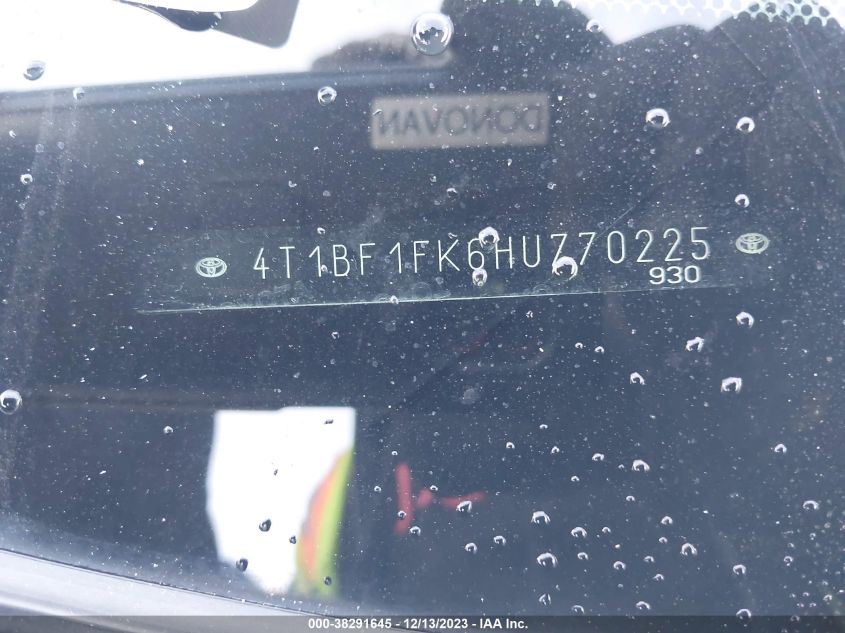 DONOVAN
4T1BF1FK6HU770225
930
000-38291645 - 12/13/2023 - IAA Inc.